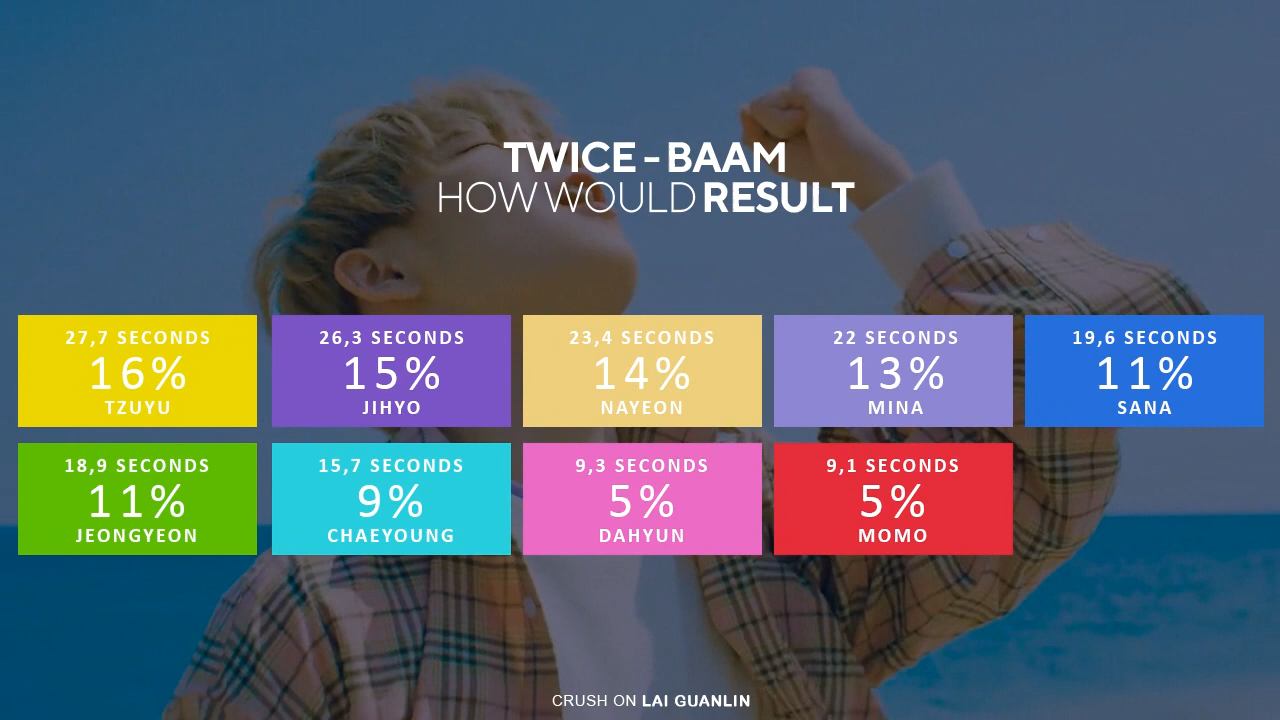 TWICE - BAAM
HOW WOULD RESULT
27,7 SECONDS
16%
TZUYU
26,3 SECONDS
15%
JIHYO
23,4 SECONDS
14%
NAYEON
22 SECONDS
13%
MINA
19,6 SECONDS
11%
SANA
18,9 SECONDS
11%
JEONGYEON
15,7 SECONDS
9%
CHAEYOUNG
9,3 SECONDS
5%
DAHYUN
9,1 SECONDS
5%
MOMO
CRUSH ON LAI GUANLIN